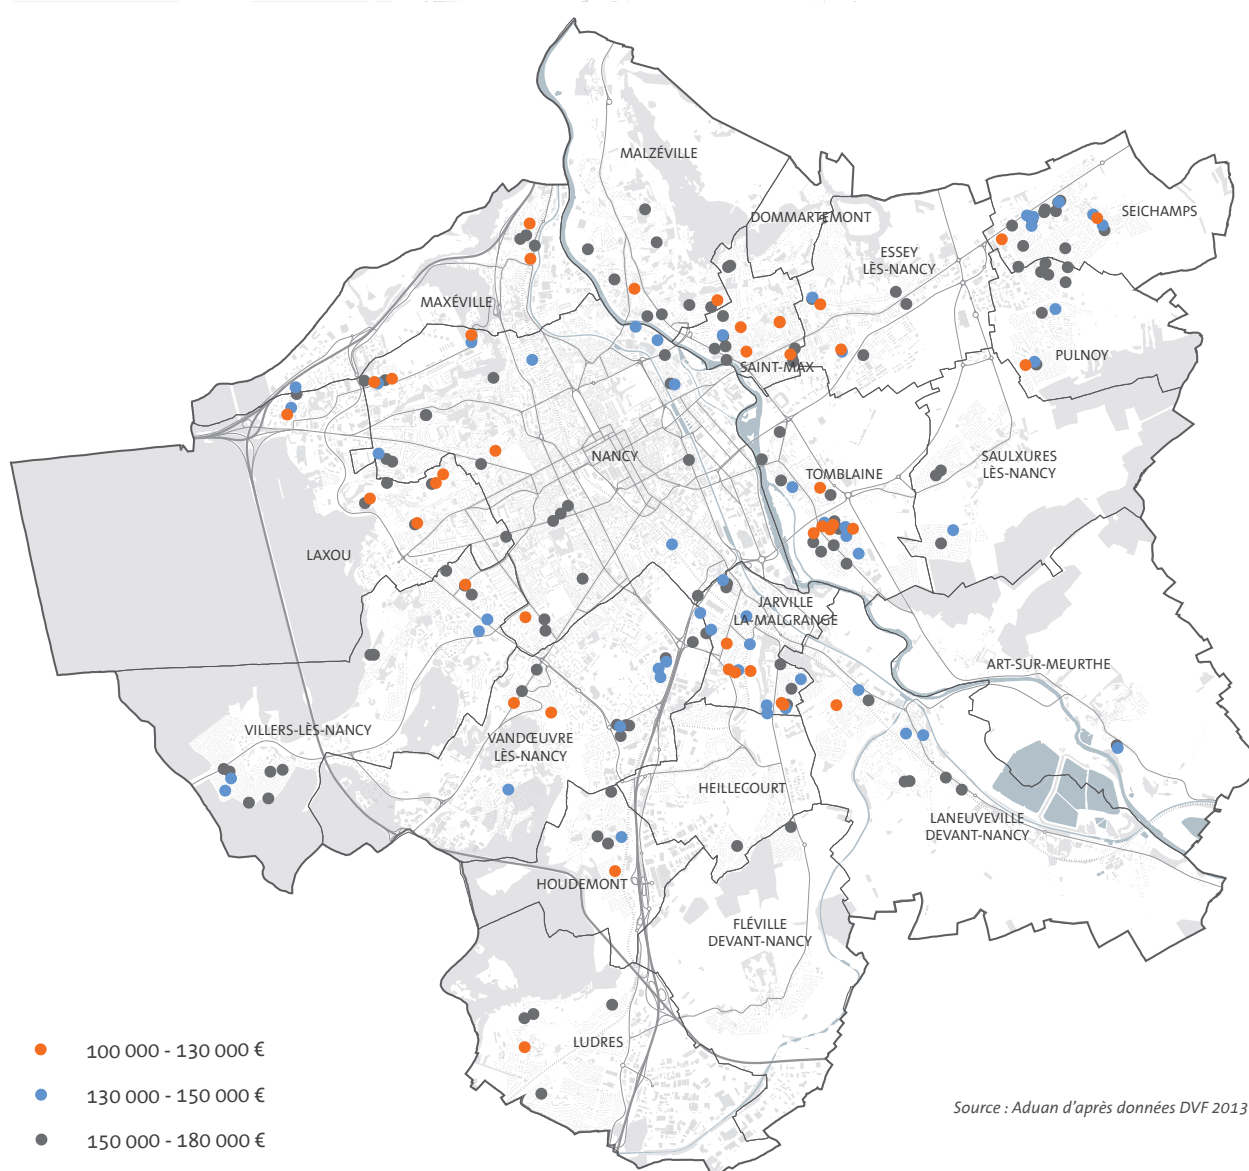 MALZÉVILLE
DOMMARTEMONT
SEICHAMPS
ESSEY
LÈS-NANCY
MAXÉVILLE
PULNOY
SAINT-MAX
NANCY
SAULXURES
LÈS-NANCY
TOMBLAINE
LAXOU
JARVILLE
LA-MALGRANGE
ART-SUR-MEURTHE
VILLERS-LÈS-NANCY
VANDŒUVRE
LÈS-NANCY
HEILLECOURT
LANEUVEVILLE
DEVANT-NANCY
HOUDEMONT
FLÉVILLE
DEVANT-NANCY
LUDRES
100 000 - 130 000 €
130 000 - 150 000 €
150 000 - 180 000 €
Source : Aduan d'après données DVF 2013